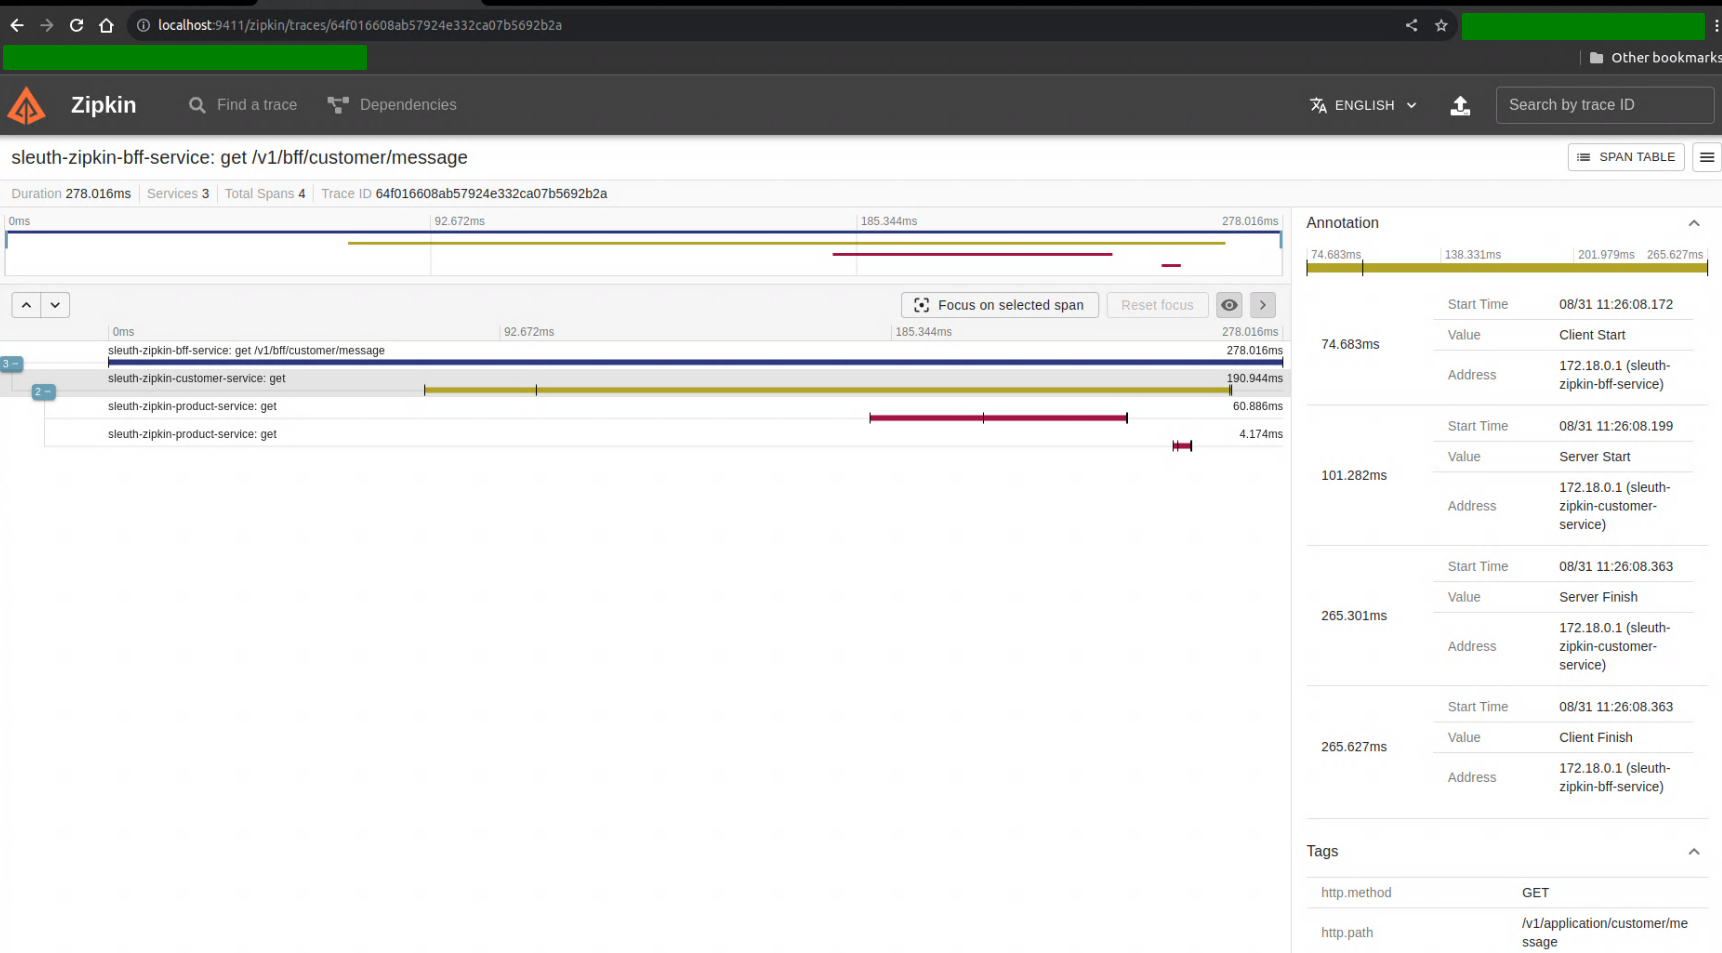 localhost:9411/zipkin/traces/64f016608ab57924e332ca07b5692b2a
Other bookmarks
Zipkin
Find a trace
Dependencies
ENGLISH
Search by trace ID
sleuth-zipkin-bff-service: get /v1/bff/customer/message
SPAN TABLE
Duration 278.016ms
Services 3
Total Spans 4
Trace ID 64f016608ab57924e332ca07b5692b2a
0ms
92.672ms
185.344ms
278.016ms
Focus on selected span
Reset focus
0ms
92.672ms
185.344ms
278.016ms
sleuth-zipkin-bff-service: get /v1/bff/customer/message
278.016ms
3 −
sleuth-zipkin-customer-service: get
190.944ms
2 −
sleuth-zipkin-product-service: get
60.886ms
sleuth-zipkin-product-service: get
4.174ms
Annotation
74.683ms
138.331ms
201.979ms
265.627ms
74.683ms
Start Time 08/31 11:26:08.172
Value Client Start
Address 172.18.0.1 (sleuth-
zipkin-bff-service)
101.282ms
Start Time 08/31 11:26:08.199
Value Server Start
Address 172.18.0.1 (sleuth-
zipkin-customer-
service)
265.301ms
Start Time 08/31 11:26:08.363
Value Server Finish
Address 172.18.0.1 (sleuth-
zipkin-customer-
service)
265.627ms
Start Time 08/31 11:26:08.363
Value Client Finish
Address 172.18.0.1 (sleuth-
zipkin-bff-service)
Tags
http.method GET
http.path /v1/application/customer/me
ssage